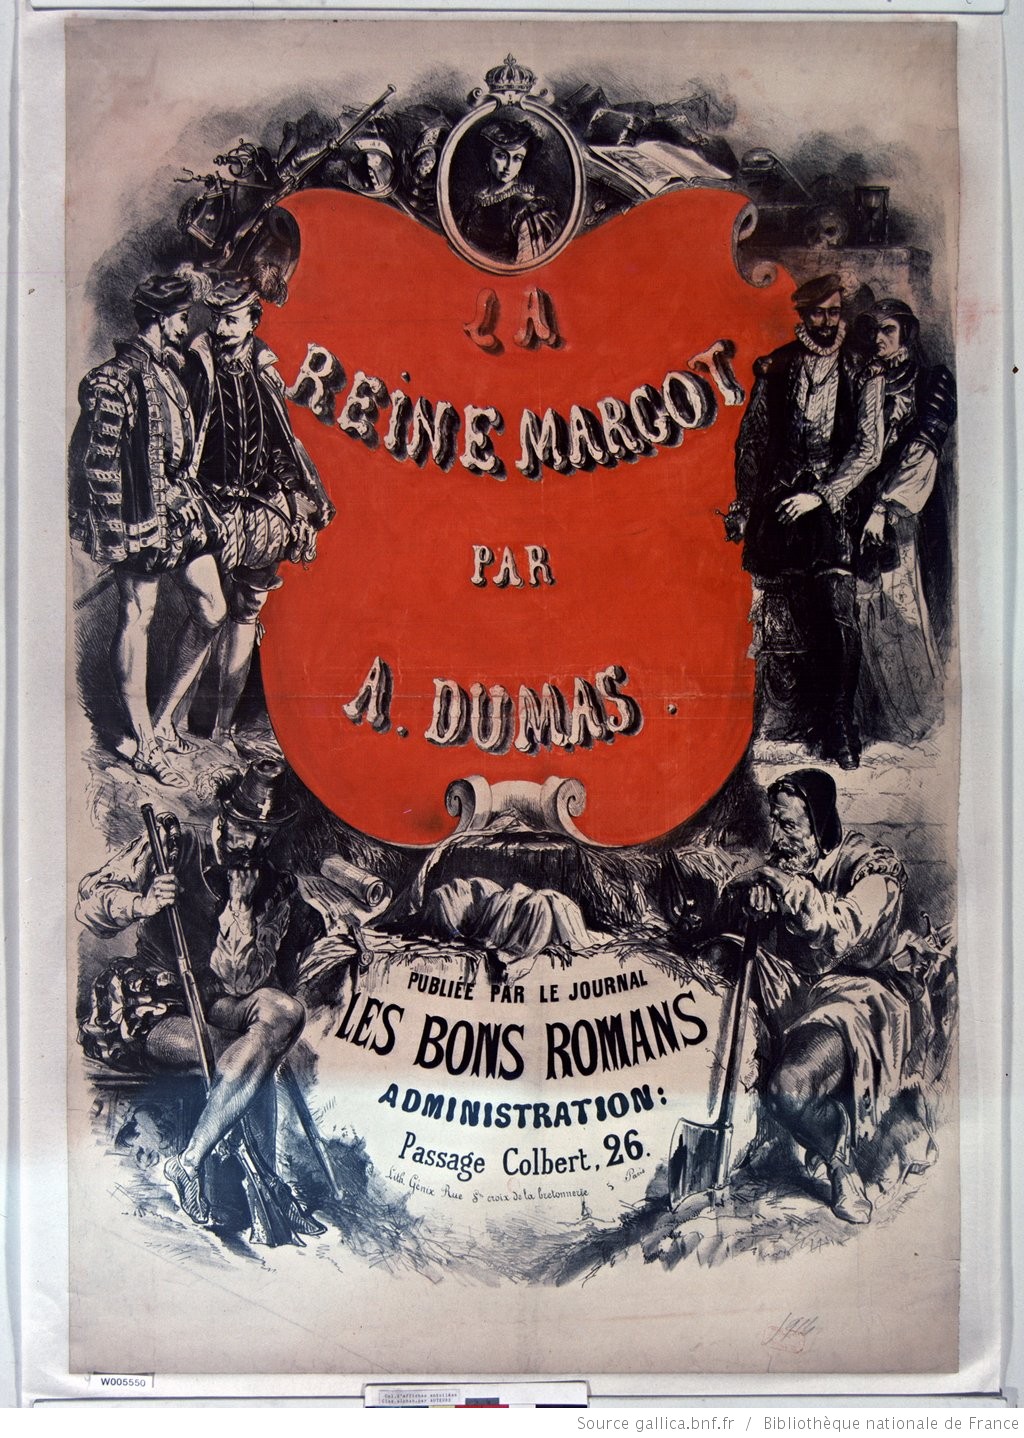 LA
REINE MARGOT
PAR
A. DUMAS.
PUBLIÉE PAR LE JOURNAL
LES BONS ROMANS
ADMINISTRATION:
Passage Colbert, 26.
Lith Génix Rue Ste croix de la bretonnerie 5 Paris
W005550
Source gallica.bnf.fr / Bibliothèque nationale de France